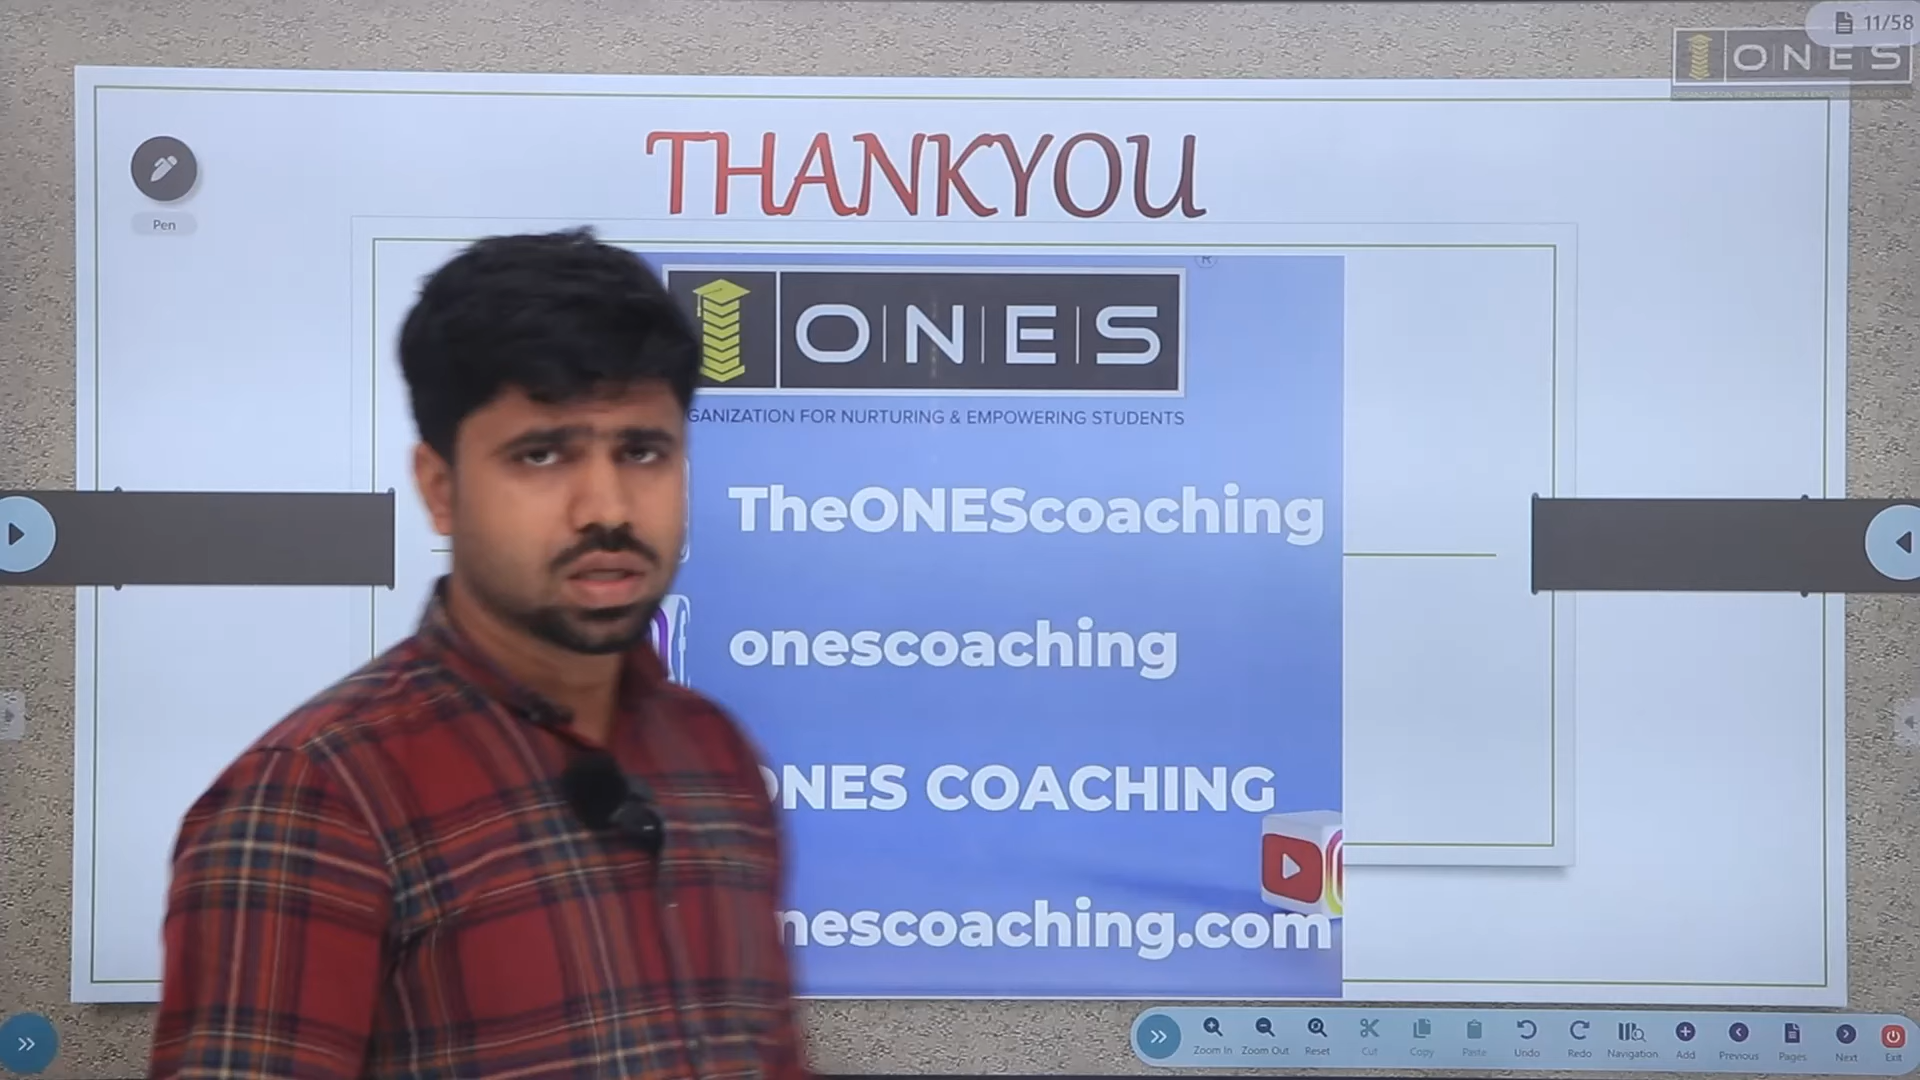 11/58
ONES
THANKYOU
Pen
®
ONES
GANIZATION FOR NURTURING & EMPOWERING STUDENTS
TheONEScoaching
onescoaching
ONES COACHING
nescoaching.com
Zoom In Zoom Out Reset Cut Copy Paste Undo Redo Navigation Add Previous Pages Next Exit